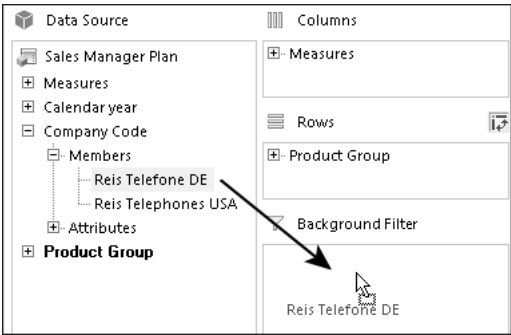 Data Source
Sales Manager Plan
Measures
Calendar year
Company Code
Members
Reis Telefone DE
Reis Telephones USA
Attributes
Product Group
Columns
Measures
Rows
Product Group
Background Filter
Reis Telefone DE